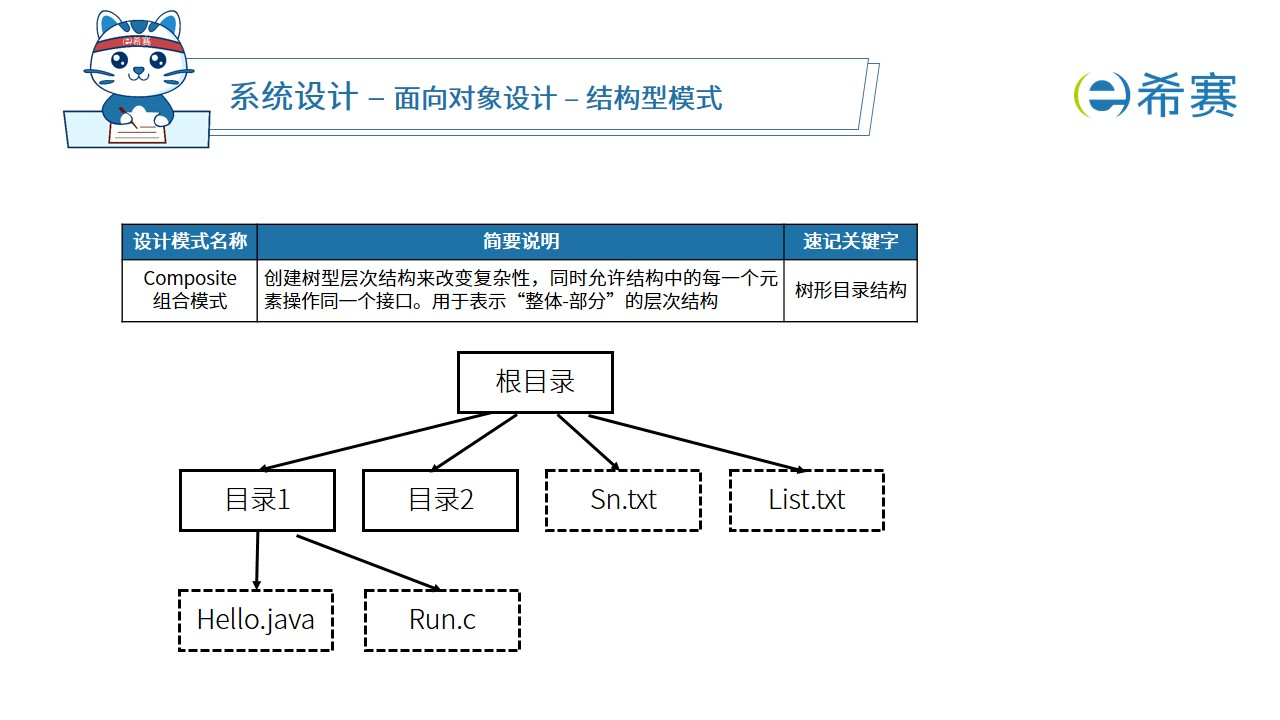 希赛
系统设计 – 面向对象设计 – 结构型模式
希赛
设计模式名称 简要说明 速记关键字
Composite
组合模式
创建树型层次结构来改变复杂性，同时允许结构中的每一个元
素操作同一个接口。用于表示“整体-部分”的层次结构
树形目录结构
根目录
目录1 目录2 Sn.txt List.txt
Hello.java Run.c